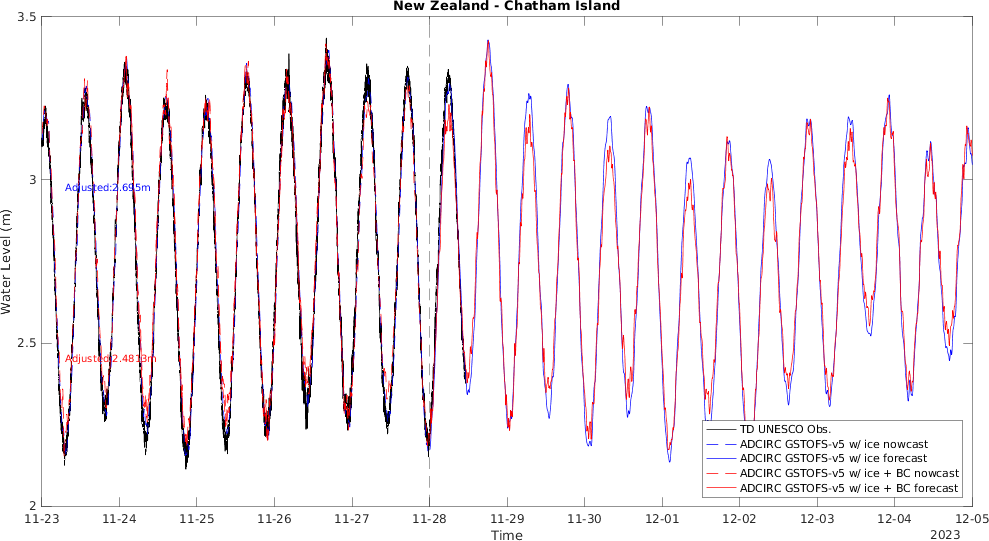 New Zealand - Chatham Island
3.5
3
2.5
2
Water Level (m)
Adjusted:2.695m
Adjusted:2.4813m
TD UNESCO Obs.
ADCIRC GSTOFS-v5 w/ ice nowcast
ADCIRC GSTOFS-v5 w/ ice forecast
ADCIRC GSTOFS-v5 w/ ice + BC nowcast
ADCIRC GSTOFS-v5 w/ ice + BC forecast
11-23 11-24 11-25 11-26 11-27 11-28 11-29 11-30 12-01 12-02 12-03 12-04 12-05
Time
2023